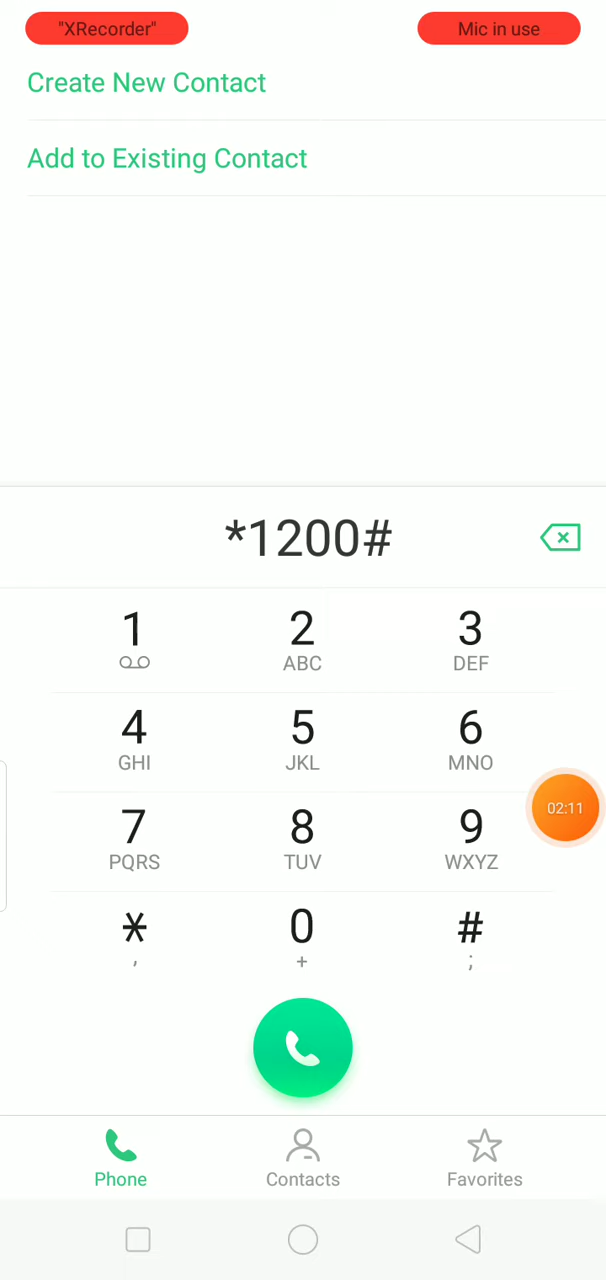 "XRecorder" Mic in use
Create New Contact
Add to Existing Contact
*1200#
1 2 3
ABC DEF
4 5 6
GHI JKL MNO
02:11
7 8 9
PQRS TUV WXYZ
* 0 #
, + ;
Phone Contacts Favorites